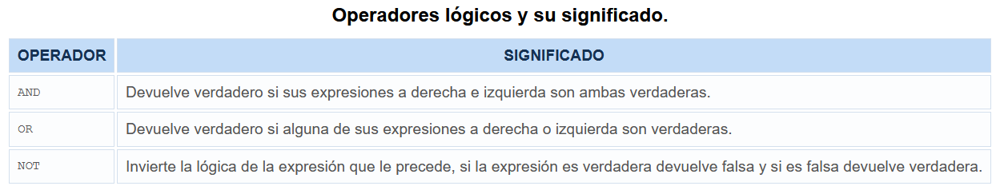 Operadores lógicos y su significado.
OPERADOR SIGNIFICADO
AND Devuelve verdadero si sus expresiones a derecha e izquierda son ambas verdaderas.
OR Devuelve verdadero si alguna de sus expresiones a derecha o izquierda son verdaderas.
NOT Invierte la lógica de la expresión que le precede, si la expresión es verdadera devuelve falsa y si es falsa devuelve verdadera.